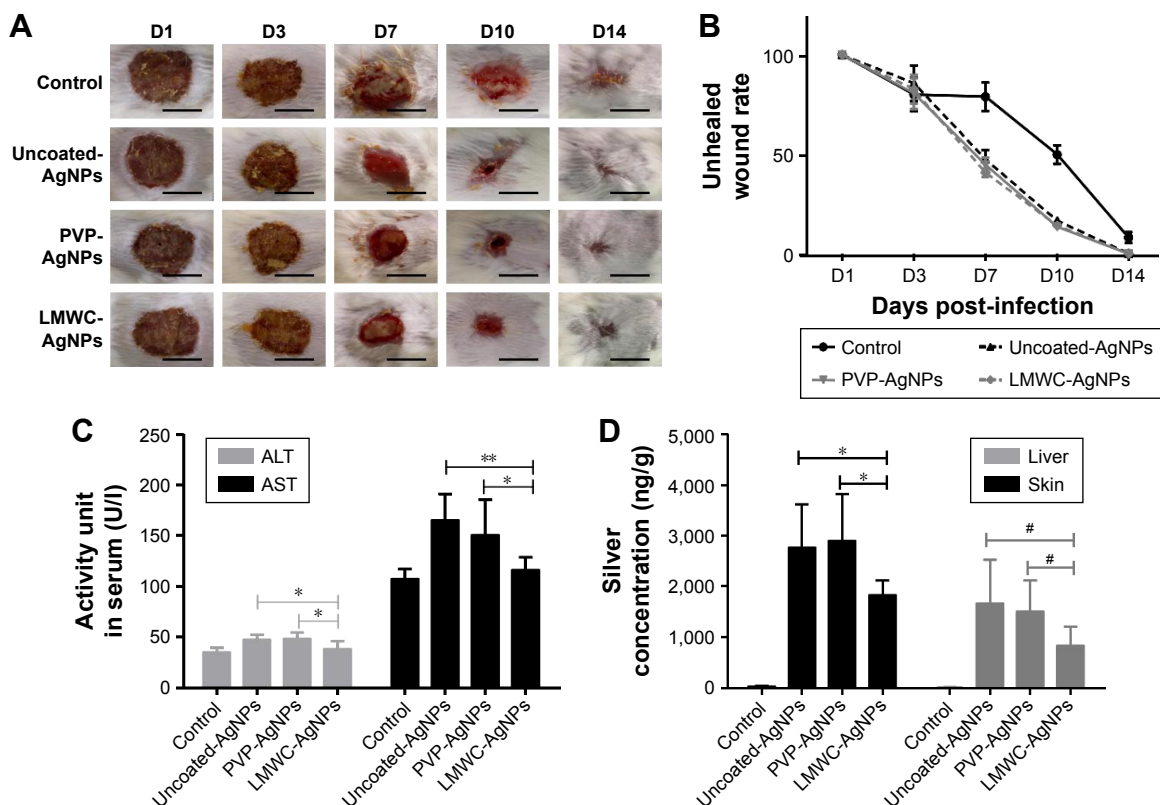 A
D1 D3 D7 D10 D14
Control
Uncoated-
AgNPs
PVP-
AgNPs
LMWC-
AgNPs
B
Unhealed
wound rate
100
50
0
D1 D3 D7 D10 D14
Days post-infection
Control Uncoated-AgNPs
PVP-AgNPs LMWC-AgNPs
C
Activity unit
in serum (U/l)
250
200
150
100
50
0
ALT
AST
* * ** *
Control Uncoated-AgNPs PVP-AgNPs LMWC-AgNPs Control Uncoated-AgNPs PVP-AgNPs LMWC-AgNPs
D
Silver
concentration (ng/g)
5,000
4,000
3,000
2,000
1,000
0
Liver
Skin
* * # #
Control Uncoated-AgNPs PVP-AgNPs LMWC-AgNPs Control Uncoated-AgNPs PVP-AgNPs LMWC-AgNPs